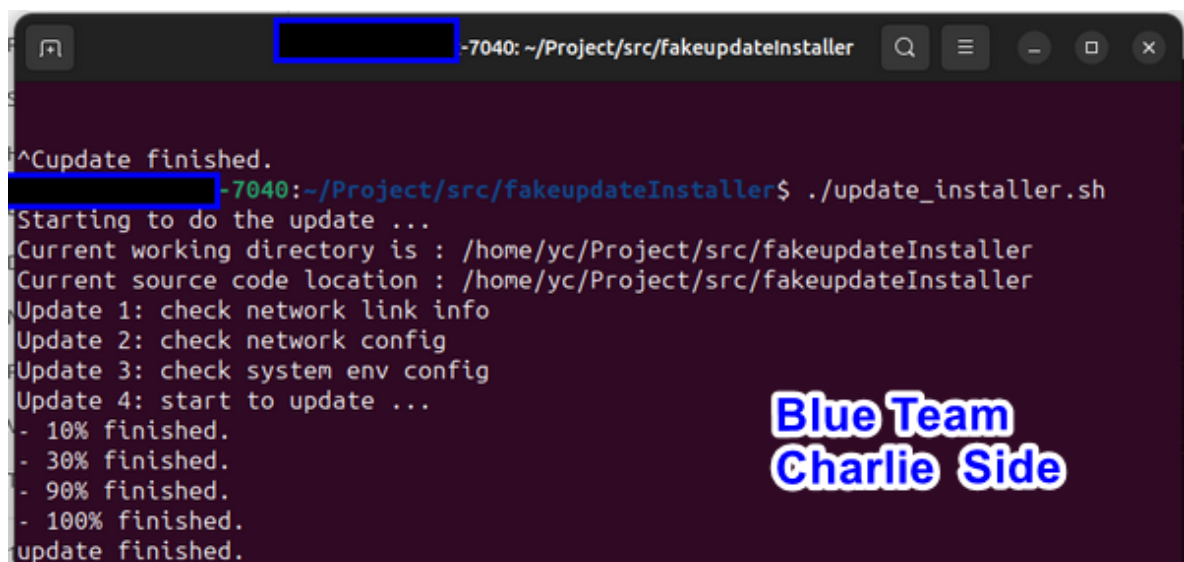 -7040: ~/Project/src/fakeupdateInstaller
^Cupdate finished.
-7040:~/Project/src/fakeupdateInstaller$ ./update_installer.sh
Starting to do the update ...
Current working directory is : /home/yc/Project/src/fakeupdateInstaller
Current source code location : /home/yc/Project/src/fakeupdateInstaller
Update 1: check network link info
Update 2: check network config
Update 3: check system env config
Update 4: start to update ...
- 10% finished.
- 30% finished.
- 90% finished.
- 100% finished.
update finished.
Blue Team
Charlie Side